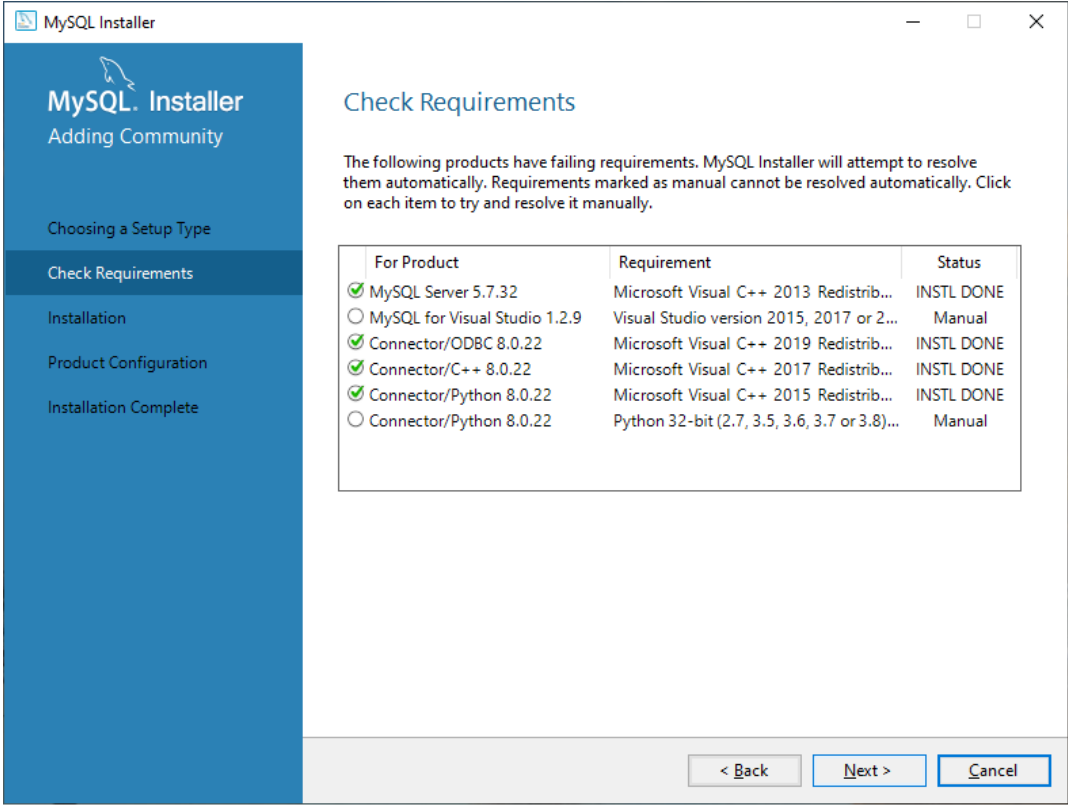 MySQL Installer
MySQL. Installer
Adding Community
Choosing a Setup Type
Check Requirements
Installation
Product Configuration
Installation Complete
Check Requirements
The following products have failing requirements. MySQL Installer will attempt to resolve
them automatically. Requirements marked as manual cannot be resolved automatically. Click
on each item to try and resolve it manually.
For Product Requirement Status
MySQL Server 5.7.32 Microsoft Visual C++ 2013 Redistrib... INSTL DONE
MySQL for Visual Studio 1.2.9 Visual Studio version 2015, 2017 or 2... Manual
Connector/ODBC 8.0.22 Microsoft Visual C++ 2019 Redistrib... INSTL DONE
Connector/C++ 8.0.22 Microsoft Visual C++ 2017 Redistrib... INSTL DONE
Connector/Python 8.0.22 Microsoft Visual C++ 2015 Redistrib... INSTL DONE
Connector/Python 8.0.22 Python 32-bit (2.7, 3.5, 3.6, 3.7 or 3.8)... Manual
< Back Next > Cancel